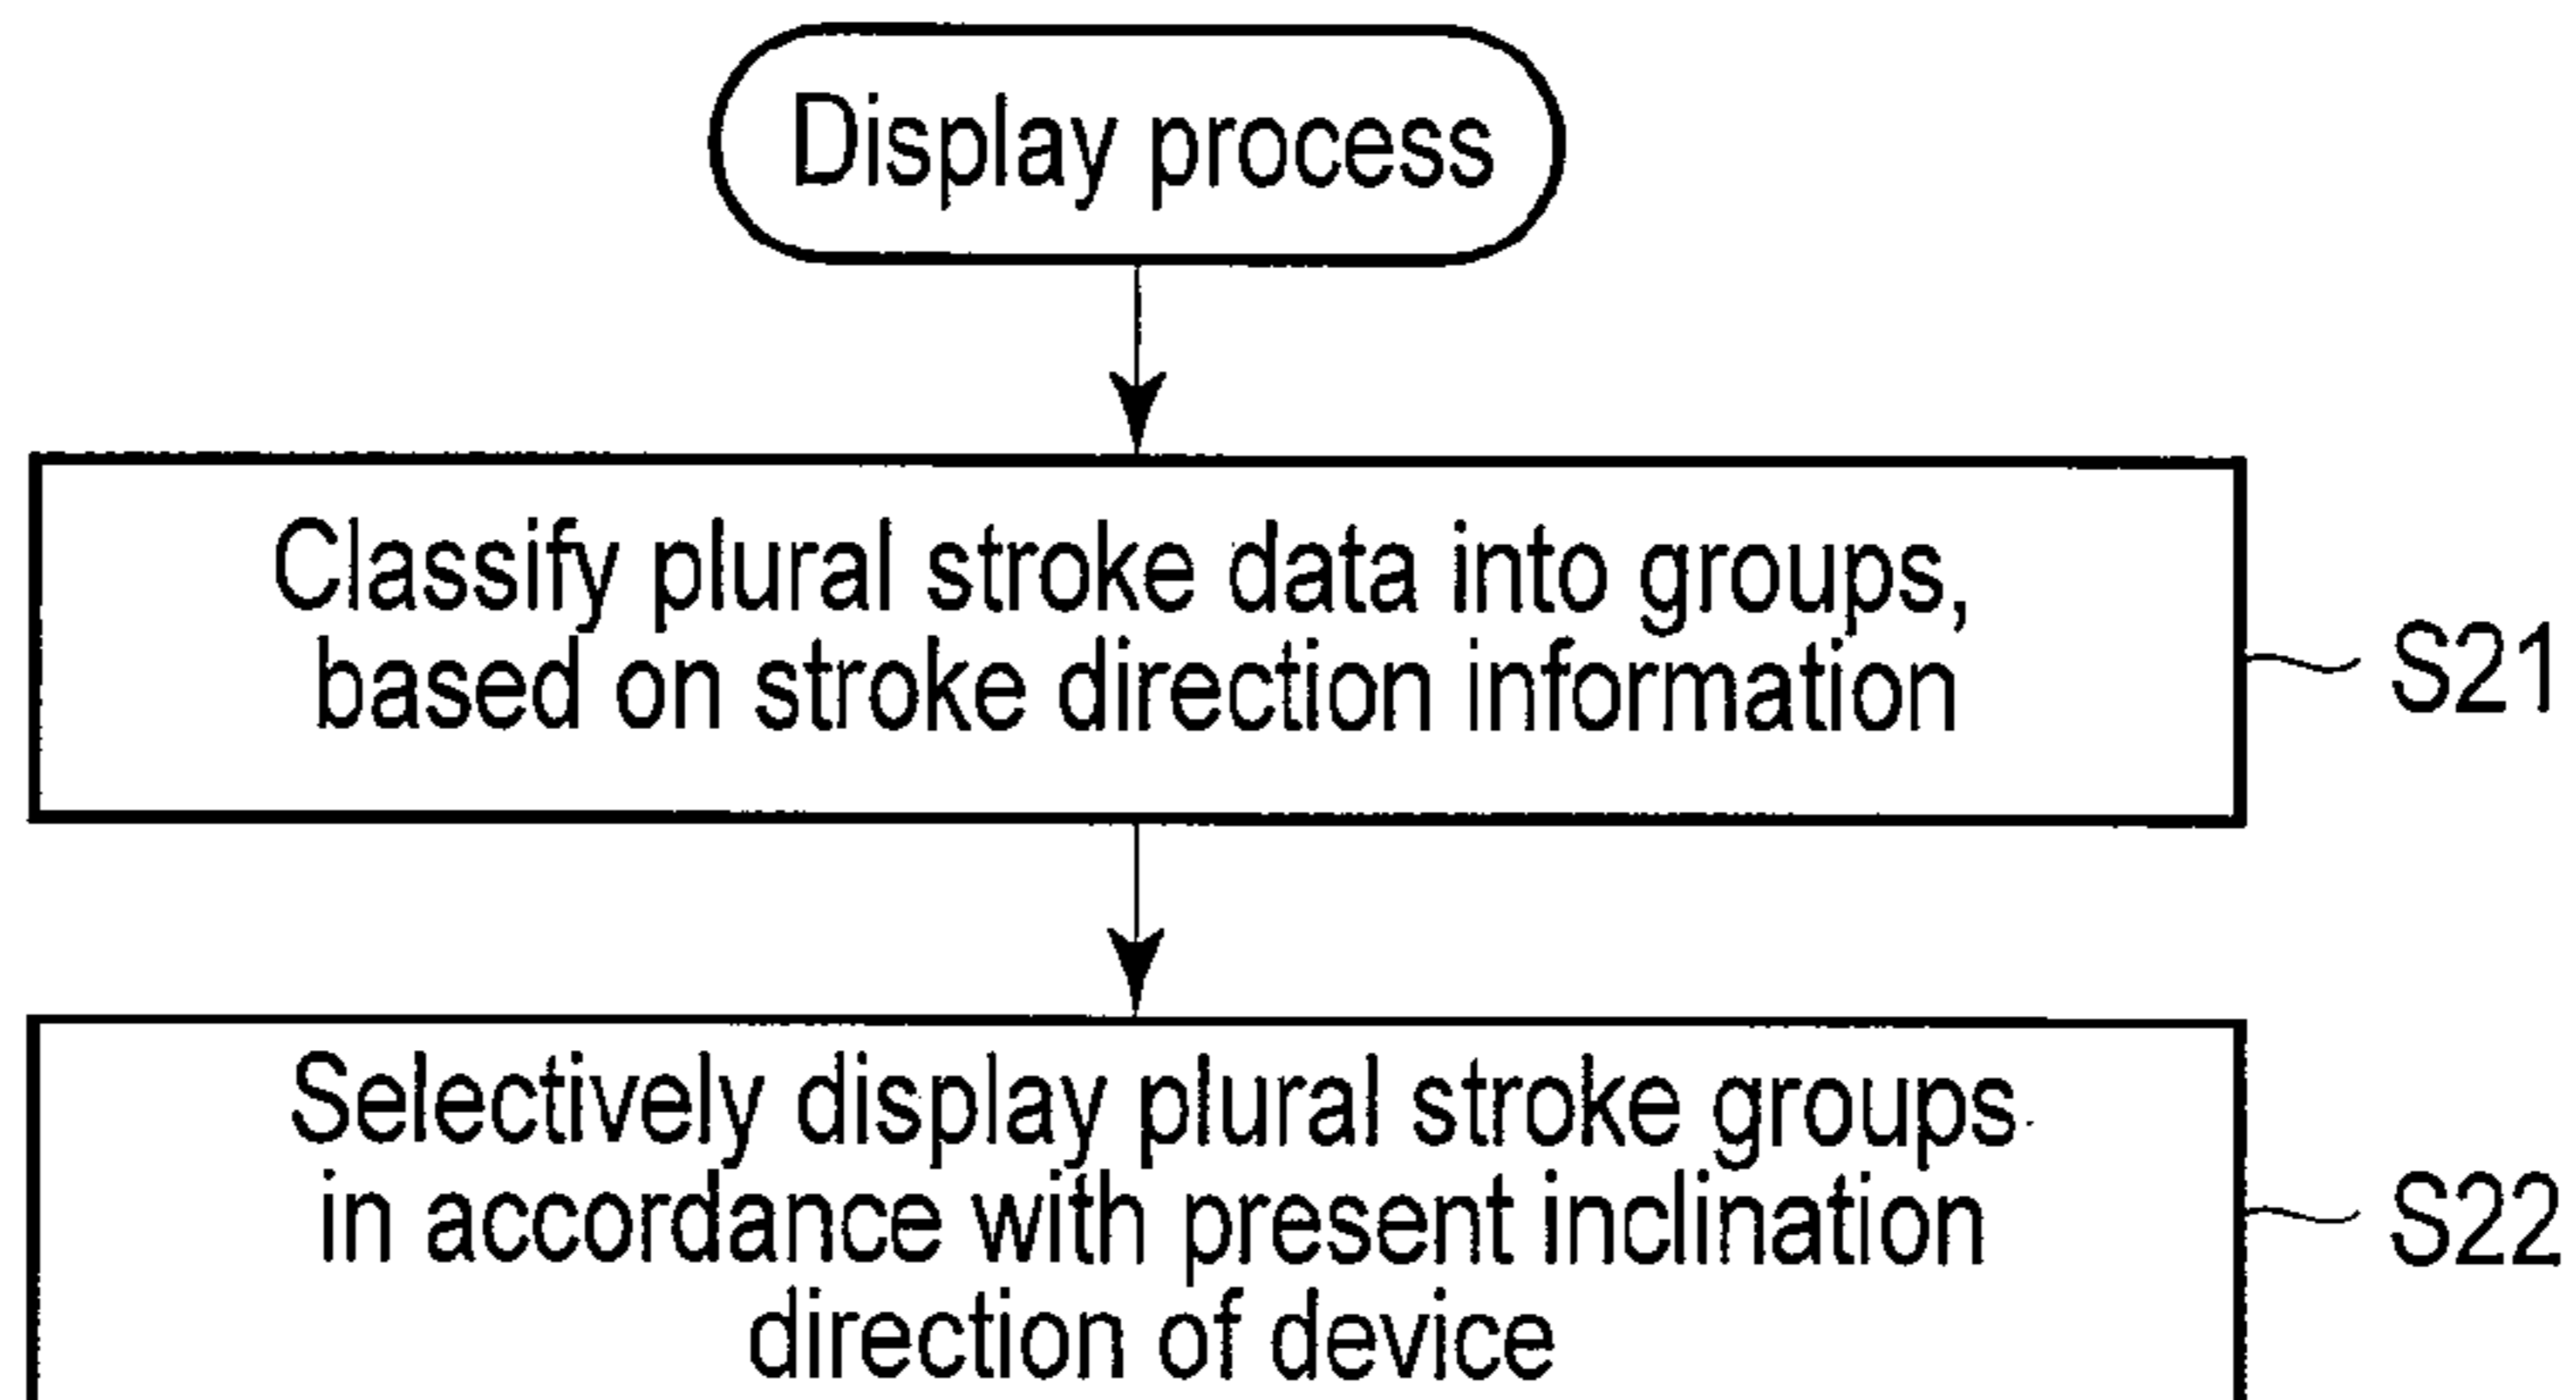 Display process
Classify plural stroke data into groups,
based on stroke direction information
S21
Selectively display plural stroke groups
in accordance with present inclination
direction of device
S22